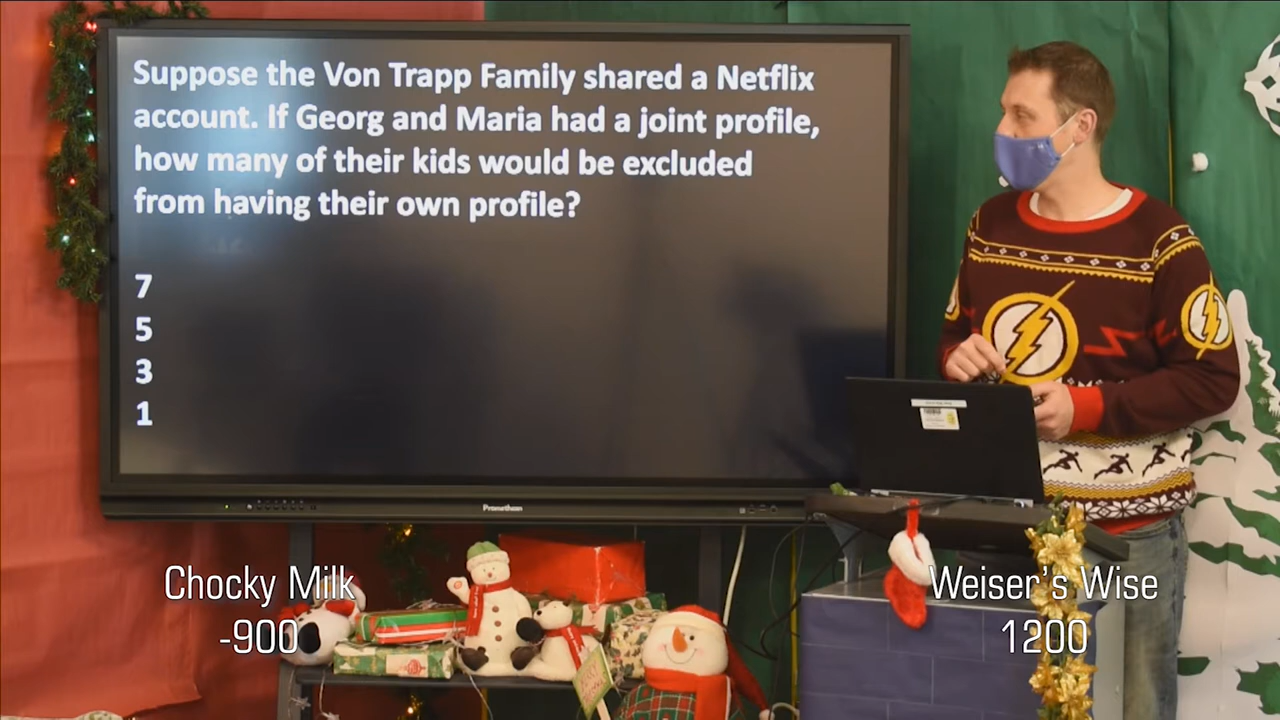 Suppose the Von Trapp Family shared a Netflix
account. If Georg and Maria had a joint profile,
how many of their kids would be excluded
from having their own profile?
7
5
3
1
Promethean
Chocky Milk
-900
Weiser's Wise
1200